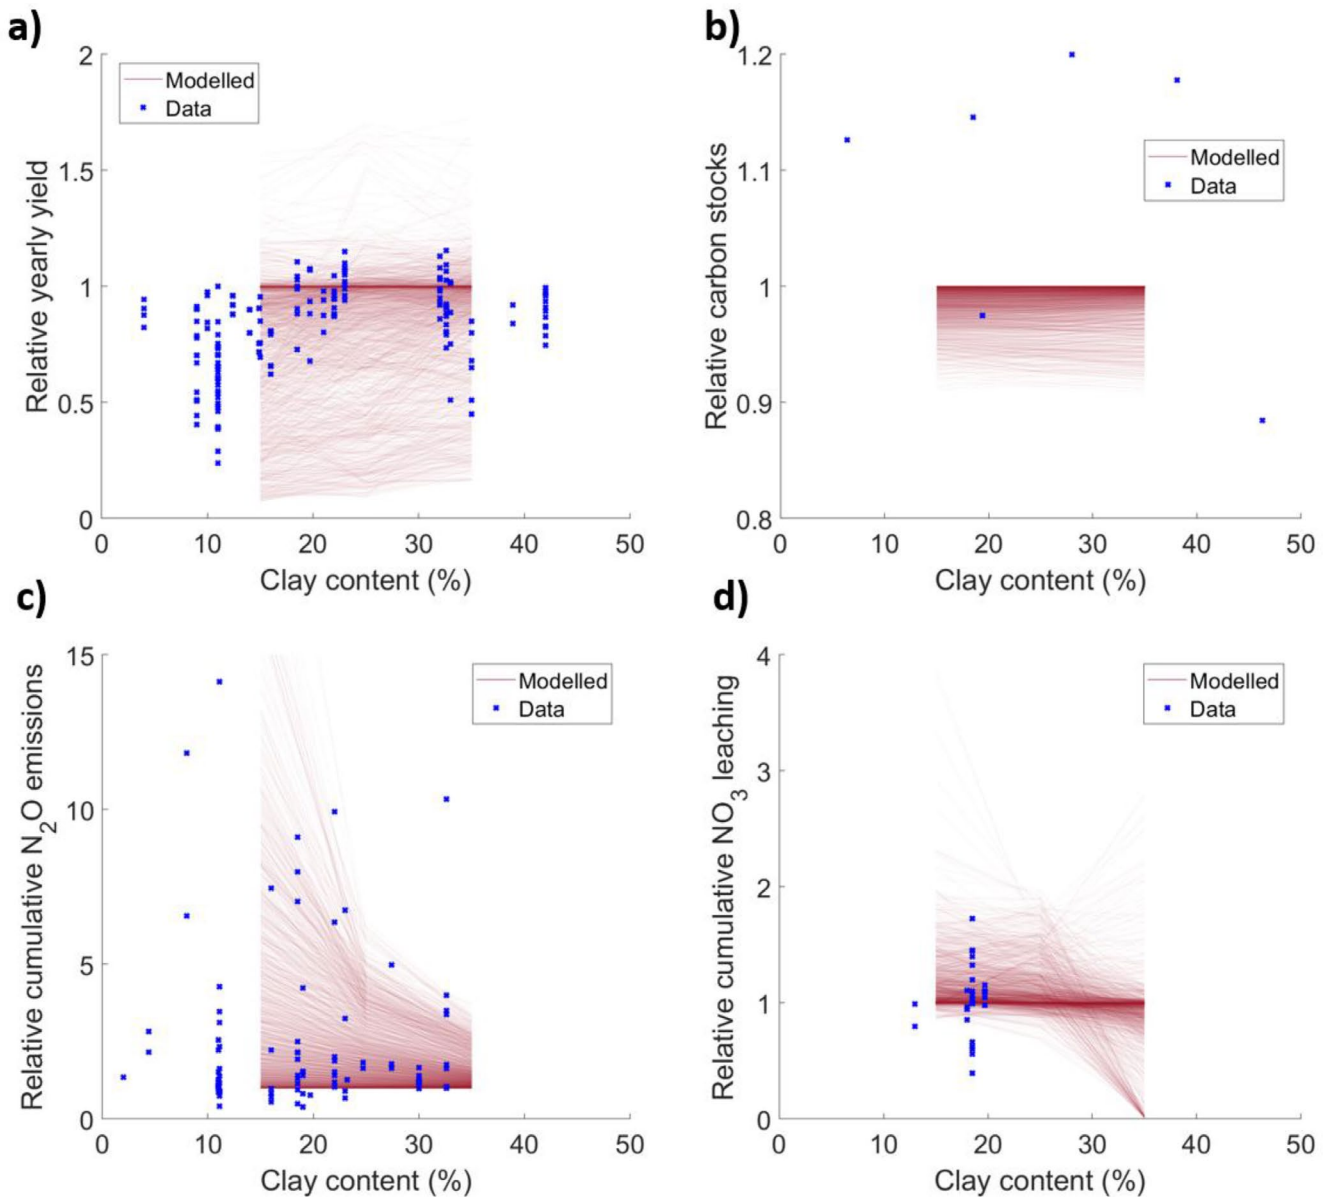 a)
2
1.5
1
0.5
0
Relative yearly yield
Modelled
Data
0 10 20 30 40 50
Clay content (%)
b)
1.2
1.1
1
0.9
0.8
Relative carbon stocks
Modelled
Data
0 10 20 30 40 50
Clay content (%)
c)
15
10
5
0
Relative cumulative N2O emissions
Modelled
Data
0 10 20 30 40 50
Clay content (%)
d)
4
3
2
1
0
Relative cumulative NO3 leaching
Modelled
Data
0 10 20 30 40 50
Clay content (%)